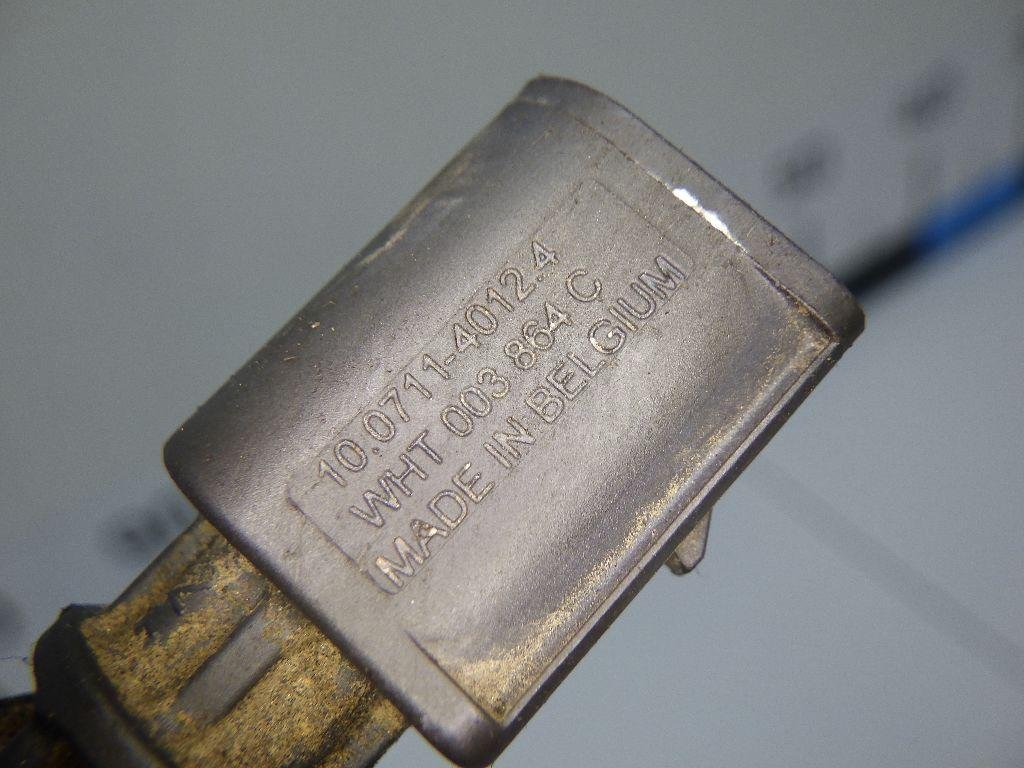 10.0711-4012.4
WHT 003 864 C
MADE IN BELGIUM